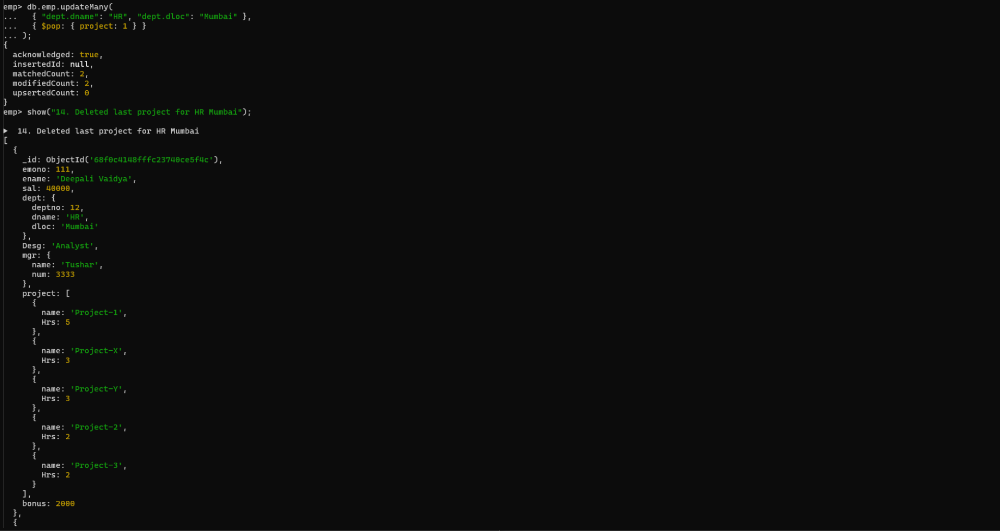 emp> db.emp.updateMany(
...   { "dept.dname": "HR", "dept.dloc": "Mumbai" },
...   { $pop: { project: 1 } }
... );
{
  acknowledged: true,
  insertedId: null,
  matchedCount: 2,
  modifiedCount: 2,
  upsertedCount: 0
}
emp> show("14. Deleted last project for HR Mumbai");
▶  14. Deleted last project for HR Mumbai
[
  {
    _id: ObjectId('68f0c4148fffc23740ce5f4c'),
    emono: 111,
    ename: 'Deepali Vaidya',
    sal: 40000,
    dept: {
      deptno: 12,
      dname: 'HR',
      dloc: 'Mumbai'
    },
    Desg: 'Analyst',
    mgr: {
      name: 'Tushar',
      num: 3333
    },
    project: [
      {
        name: 'Project-1',
        Hrs: 5
      },
      {
        name: 'Project-X',
        Hrs: 3
      },
      {
        name: 'Project-Y',
        Hrs: 3
      },
      {
        name: 'Project-2',
        Hrs: 2
      },
      {
        name: 'Project-3',
        Hrs: 2
      }
    ],
    bonus: 2000
  },
  {